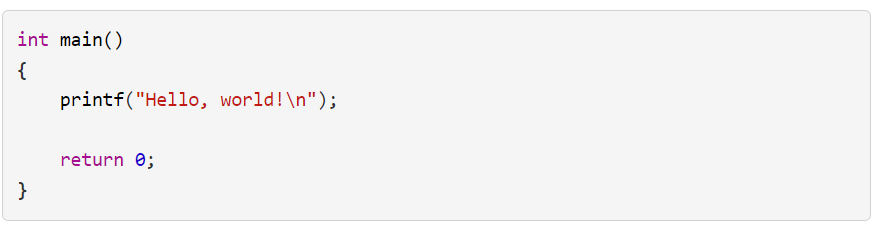 int main()
{
    printf("Hello, world!\n");

    return 0;
}